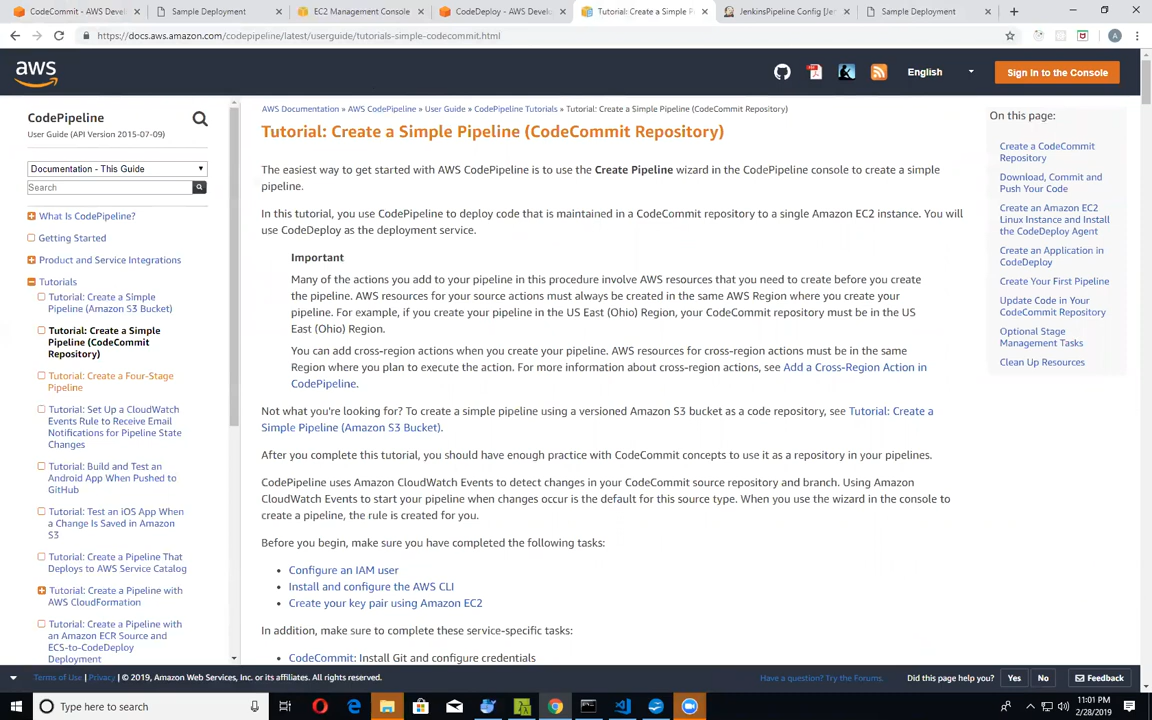 CodeCommit - AWS Devel
Sample Deployment
EC2 Management Console
CodeDeploy - AWS Develo
Tutorial: Create a Simple P
JenkinsPipeline Config [Jen
Sample Deployment
https://docs.aws.amazon.com/codepipeline/latest/userguide/tutorials-simple-codecommit.html
A
aws
English
Sign In to the Console
CodePipeline
User Guide (API Version 2015-07-09)
Documentation - This Guide
Search
What Is CodePipeline?
Getting Started
Product and Service Integrations
Tutorials
Tutorial: Create a Simple
Pipeline (Amazon S3 Bucket)
Tutorial: Create a Simple
Pipeline (CodeCommit
Repository)
Tutorial: Create a Four-Stage
Pipeline
Tutorial: Set Up a CloudWatch
Events Rule to Receive Email
Notifications for Pipeline State
Changes
Tutorial: Build and Test an
Android App When Pushed to
GitHub
Tutorial: Test an iOS App When
a Change Is Saved in Amazon
S3
Tutorial: Create a Pipeline That
Deploys to AWS Service Catalog
Tutorial: Create a Pipeline with
AWS CloudFormation
Tutorial: Create a Pipeline with
an Amazon ECR Source and
ECS-to-CodeDeploy
Deployment
AWS Documentation » AWS CodePipeline » User Guide » CodePipeline Tutorials » Tutorial: Create a Simple Pipeline (CodeCommit Repository)
Tutorial: Create a Simple Pipeline (CodeCommit Repository)
The easiest way to get started with AWS CodePipeline is to use the Create Pipeline wizard in the CodePipeline console to create a simple
pipeline.
In this tutorial, you use CodePipeline to deploy code that is maintained in a CodeCommit repository to a single Amazon EC2 instance. You will
use CodeDeploy as the deployment service.
Important
Many of the actions you add to your pipeline in this procedure involve AWS resources that you need to create before you create
the pipeline. AWS resources for your source actions must always be created in the same AWS Region where you create your
pipeline. For example, if you create your pipeline in the US East (Ohio) Region, your CodeCommit repository must be in the US
East (Ohio) Region.
You can add cross-region actions when you create your pipeline. AWS resources for cross-region actions must be in the same
Region where you plan to execute the action. For more information about cross-region actions, see Add a Cross-Region Action in
CodePipeline.
Not what you're looking for? To create a simple pipeline using a versioned Amazon S3 bucket as a code repository, see Tutorial: Create a
Simple Pipeline (Amazon S3 Bucket).
After you complete this tutorial, you should have enough practice with CodeCommit concepts to use it as a repository in your pipelines.
CodePipeline uses Amazon CloudWatch Events to detect changes in your CodeCommit source repository and branch. Using Amazon
CloudWatch Events to start your pipeline when changes occur is the default for this source type. When you use the wizard in the console to
create a pipeline, the rule is created for you.
Before you begin, make sure you have completed the following tasks:
• Configure an IAM user
• Install and configure the AWS CLI
• Create your key pair using Amazon EC2
In addition, make sure to complete these service-specific tasks:
• CodeCommit: Install Git and configure credentials
On this page:
Create a CodeCommit
Repository
Download, Commit and
Push Your Code
Create an Amazon EC2
Linux Instance and Install
the CodeDeploy Agent
Create an Application in
CodeDeploy
Create Your First Pipeline
Update Code in Your
CodeCommit Repository
Optional Stage
Management Tasks
Clean Up Resources
Terms of Use | Privacy | © 2019, Amazon Web Services, Inc. or its affiliates. All rights reserved.
Have a question? Try the Forums.
Did this page help you?
Yes
No
Feedback
Type here to search
11:01 PM
2/28/2019